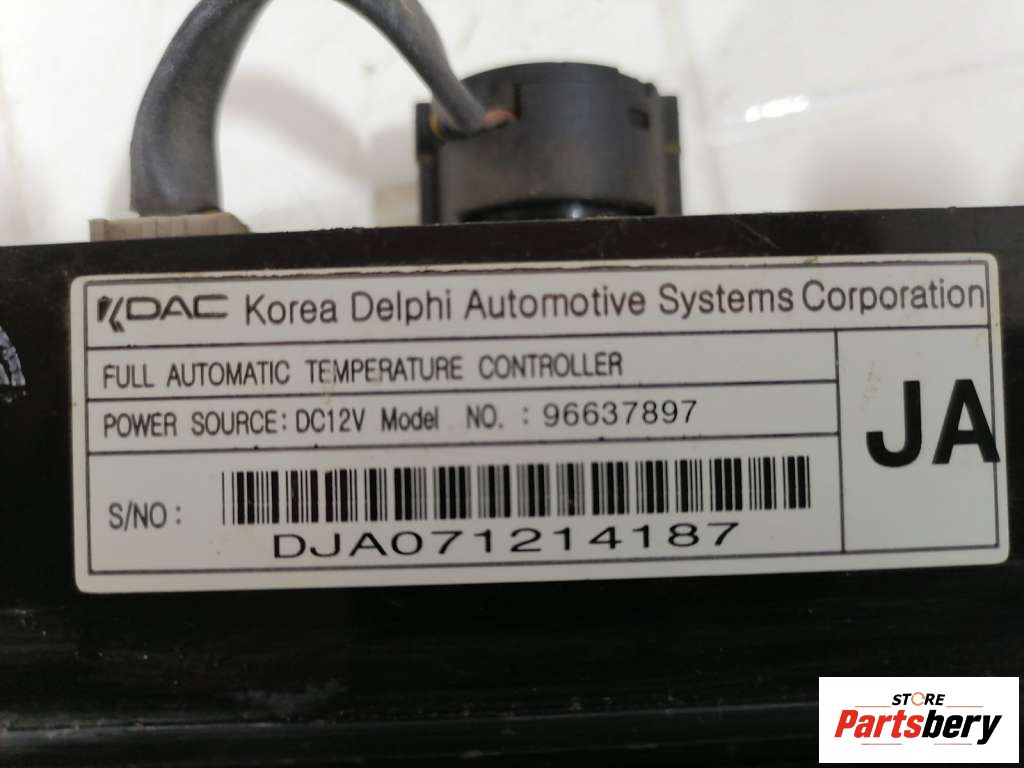 KDAC Korea Delphi Automotive Systems Corporation
FULL AUTOMATIC TEMPERATURE CONTROLLER
POWER SOURCE: DC12V Model NO. : 96637897
JA
S/NO :
DJA071214187
STORE
Partsbery